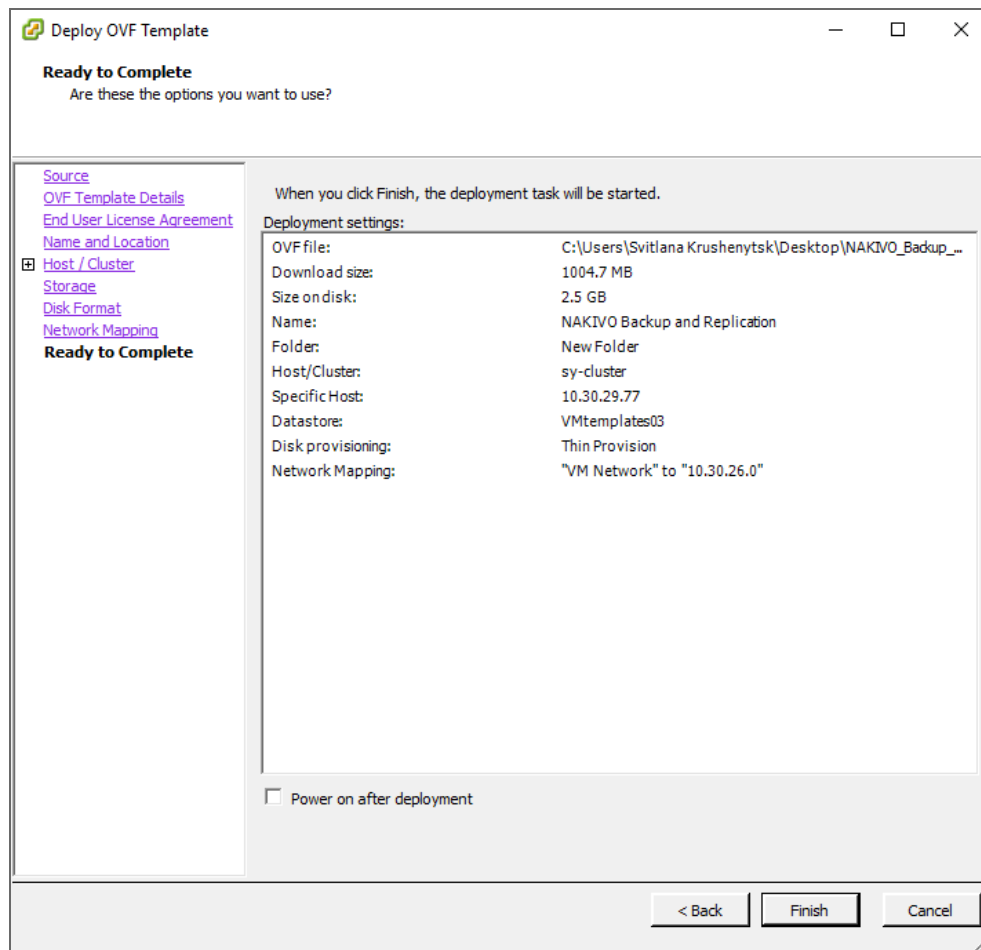 Deploy OVF Template
Ready to Complete
Are these the options you want to use?
Source
OVF Template Details
End User License Agreement
Name and Location
Host / Cluster
Storage
Disk Format
Network Mapping
Ready to Complete
When you click Finish, the deployment task will be started.
Deployment settings:
OVF file: C:\Users\Svitlana Krushenytsk\Desktop\NAKIVO_Backup_...
Download size: 1004.7 MB
Size on disk: 2.5 GB
Name: NAKIVO Backup and Replication
Folder: New Folder
Host/Cluster: sy-cluster
Specific Host: 10.30.29.77
Datastore: VMtemplates03
Disk provisioning: Thin Provision
Network Mapping: "VM Network" to "10.30.26.0"
Power on after deployment
< Back Finish Cancel